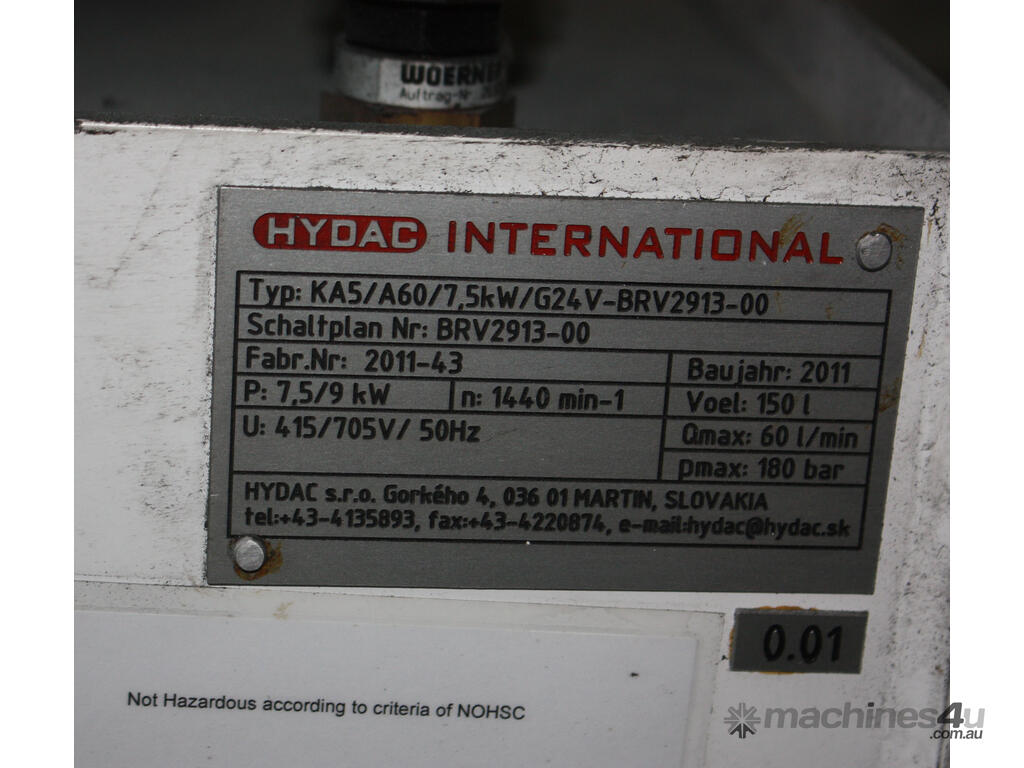 WOERNER
Auftrag-Nr.
HYDAC INTERNATIONAL
Typ: KA5/A60/7,5kW/G24V-BRV2913-00
Schaltplan Nr: BRV2913-00
Fabr.Nr: 2011-43
Baujahr: 2011
P: 7,5/9 kW
n: 1440 min-1
Voel: 150 l
U: 415/705V/ 50Hz
Qmax: 60 l/min
pmax: 180 bar
HYDAC s.r.o. Gorkého 4, 036 01 MARTIN, SLOVAKIA
tel:+43-4135893, fax:+43-4220874, e-mail:hydac@hydac.sk
0.01
Not Hazardous according to criteria of NOHSC
machines4u
.com.au